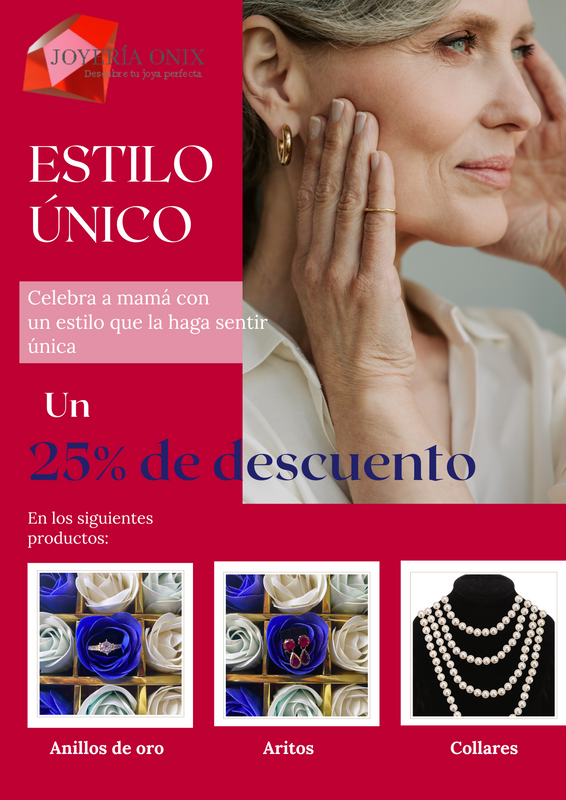 JOYERÍA ONIX
Descubre tu joya perfecta
ESTILO
ÚNICO
Celebra a mamá con
un estilo que la haga sentir
única
Un
25% de descuento
En los siguientes
productos:
Anillos de oro
Aritos
Collares